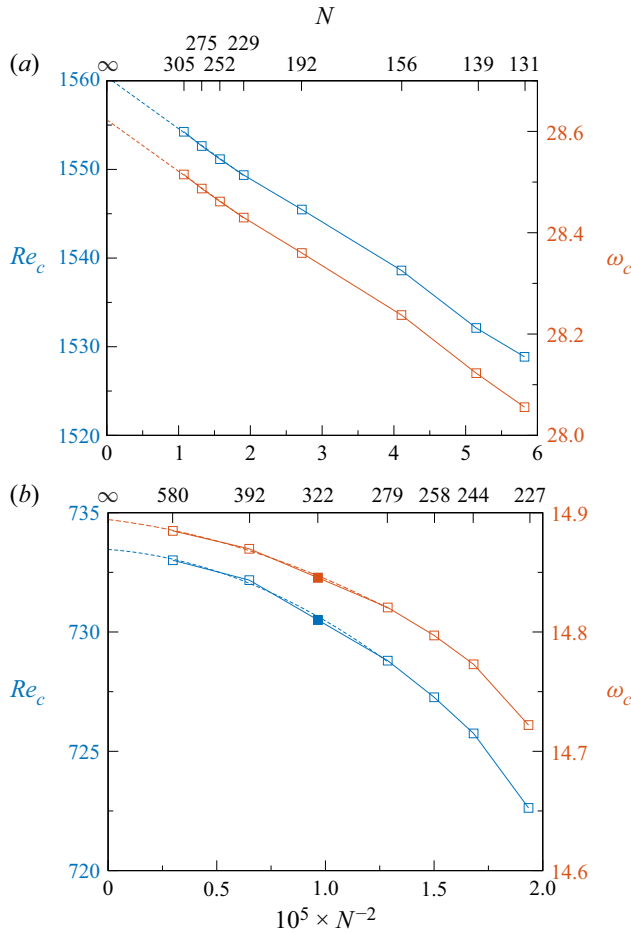 N
275 229
(a) ∞ 305 252 192 156 139 131
1560
28.6
1550
28.4
Re_c 1540 ω_c
28.2
1530
1520 28.0
0 1 2 3 4 5 6
(b) ∞ 580 392 322 279 258 244 227
735 14.9
730 14.8
Re_c ω_c
725 14.7
720 14.6
0 0.5 1.0 1.5 2.0
10^5 × N^−2